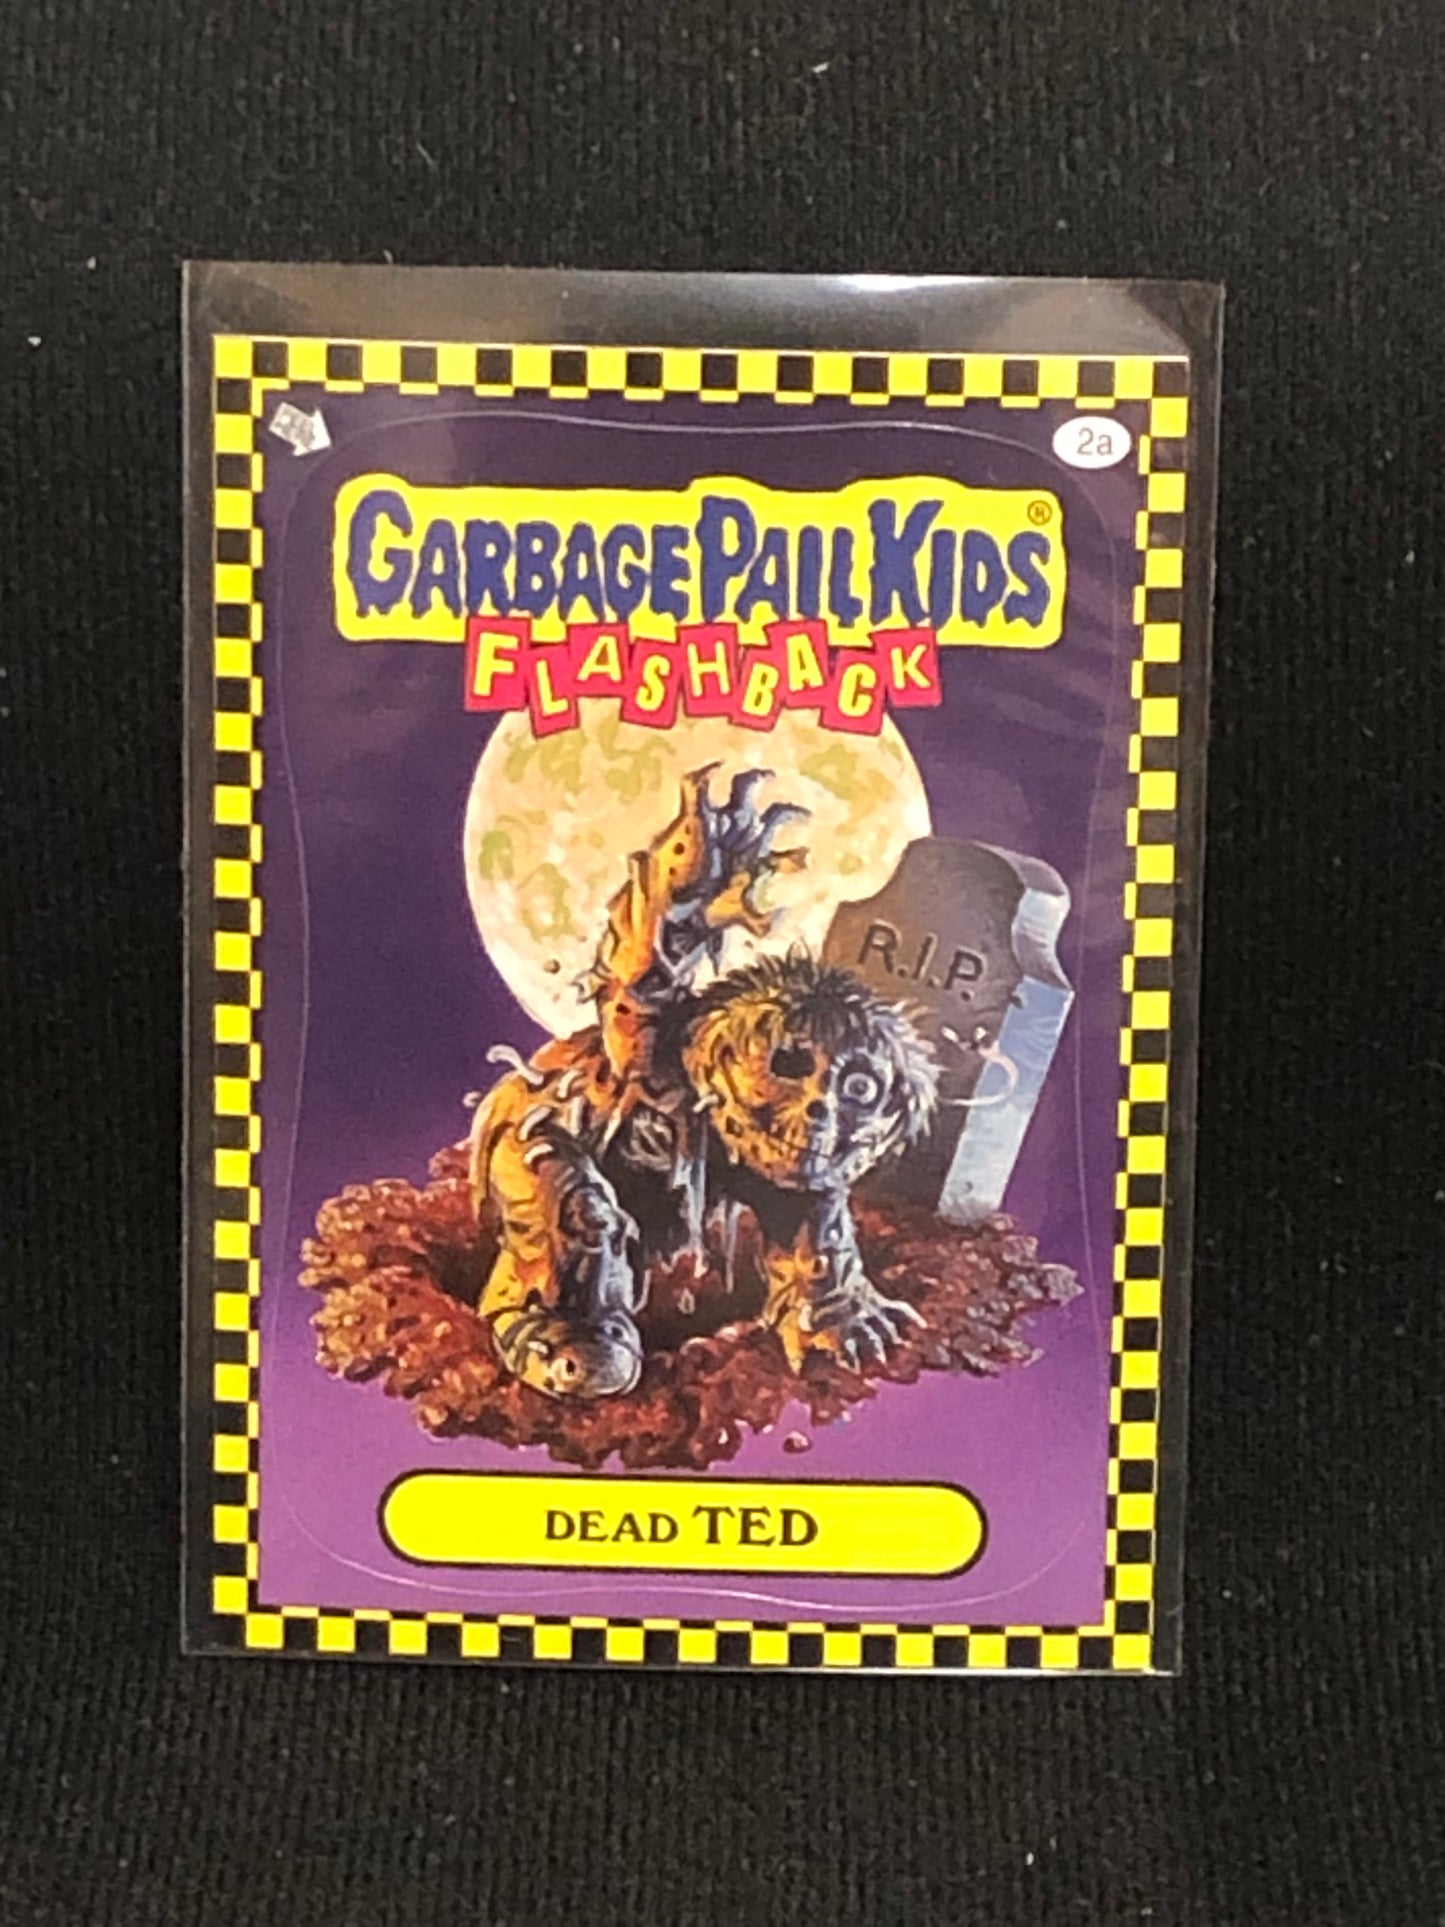 2a
GARBAGE PAIL KIDS®
FLASHBACK
R.I.P.
DEAD TED